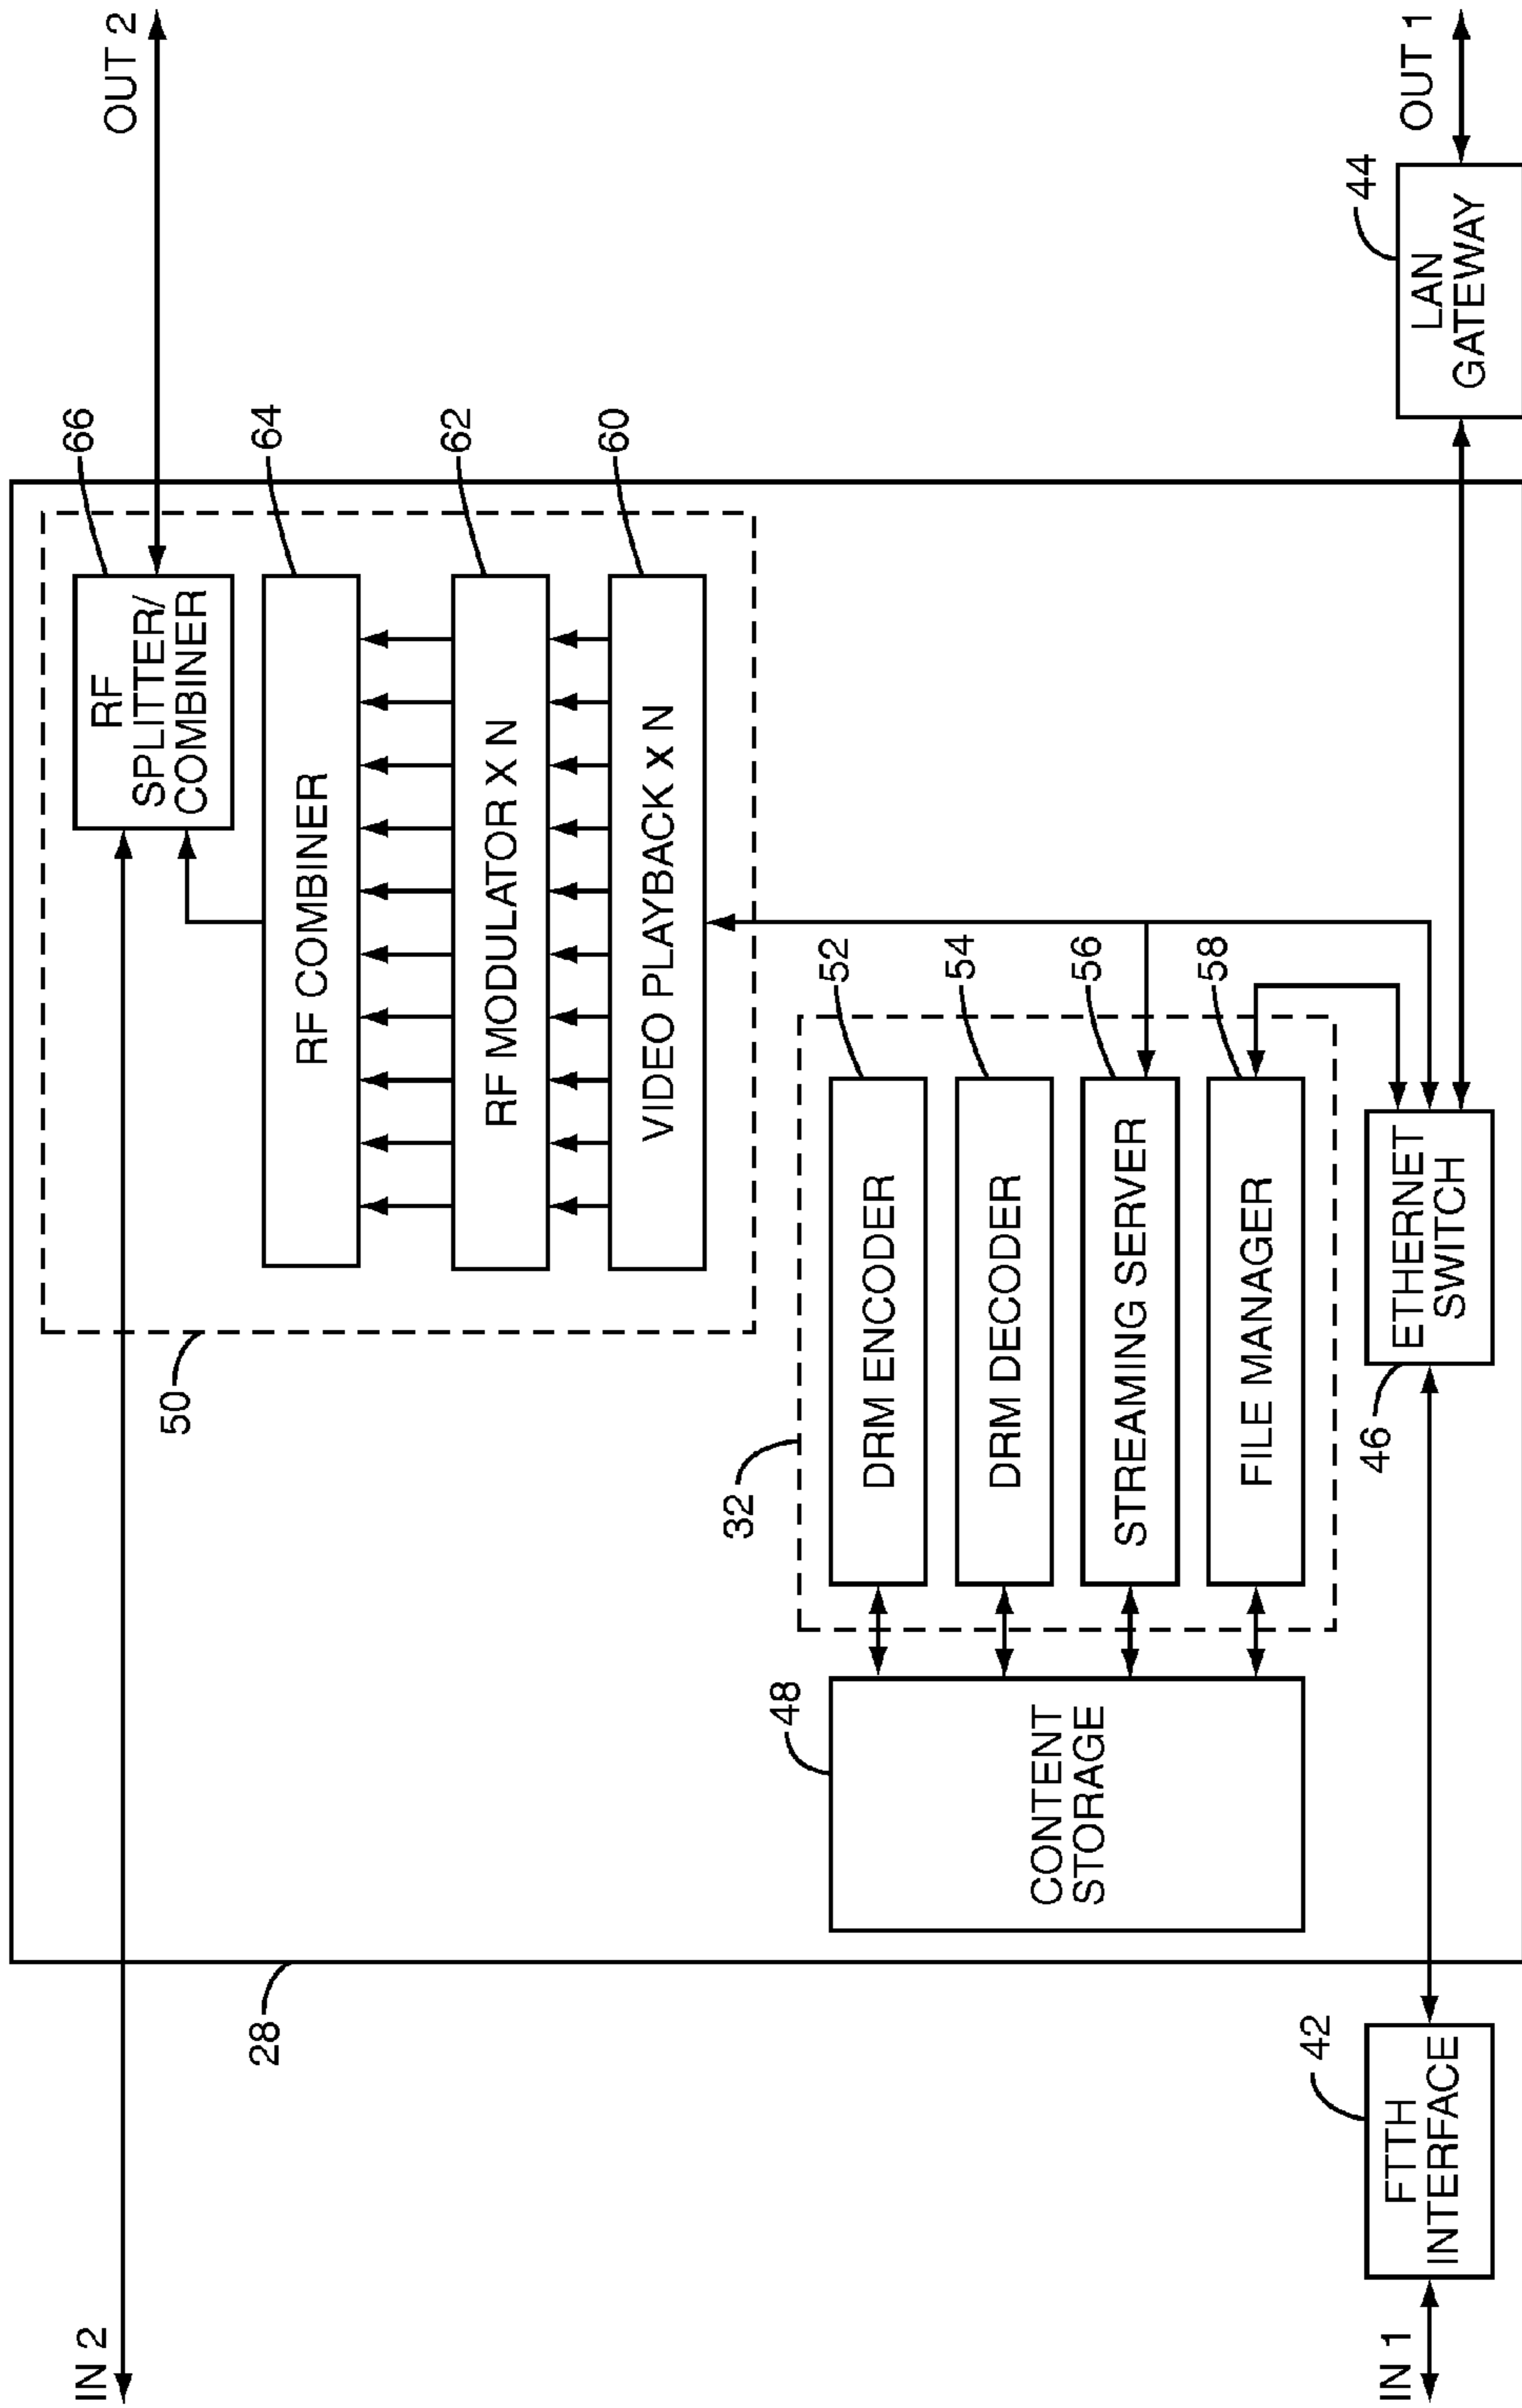 IN 2
OUT 2
28
50
66
RF
SPLITTER/
COMBINER
64
RF COMBINER
62
RF MODULATOR X N
60
VIDEO PLAYBACK x N
32
48
CONTENT
STORAGE
52
DRM ENCODER
54
DRM DECODER
56
STREAMING SERVER
58
FILE MANAGER
IN 1
42
FTTH
INTERFACE
46
ETHERNET
SWITCH
44
LAN
GATEWAY
OUT 1